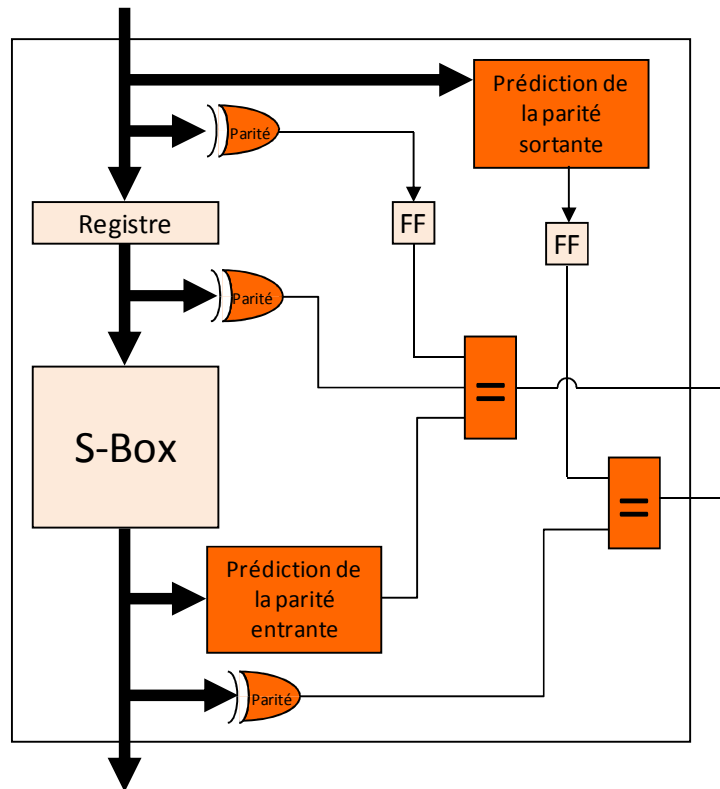 Prédiction de
la parité
sortante
Parité
Registre
FF
FF
Parité
=
S-Box
=
Prédiction de
la parité
entrante
Parité